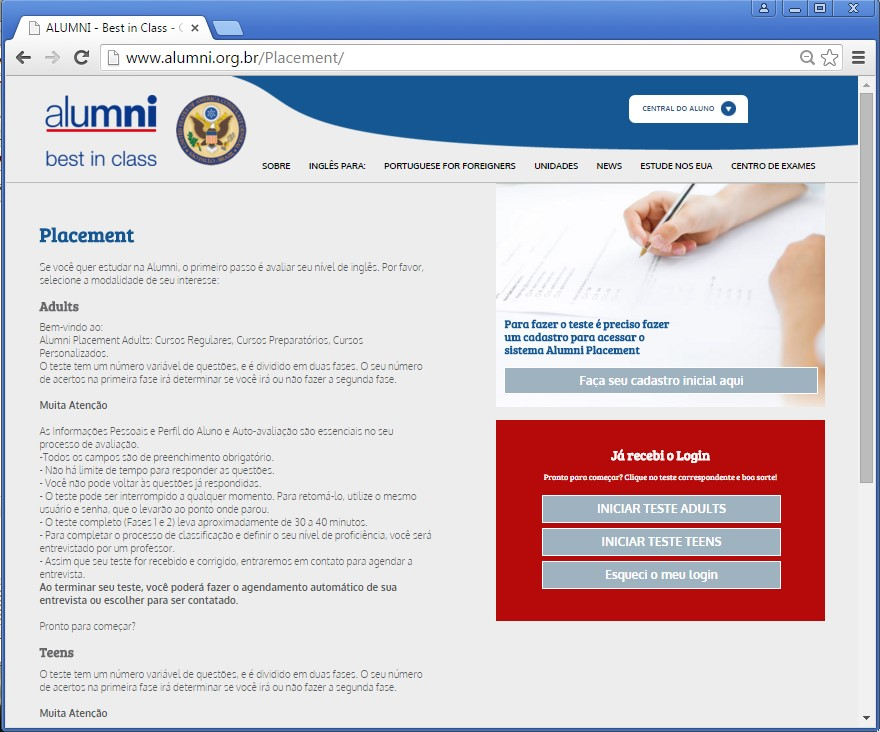 ALUMNI - Best in Class -
www.alumni.org.br/Placement/
alumni
best in class
CENTRAL DO ALUNO
SOBRE INGLÊS PARA: PORTUGUESE FOR FOREIGNERS UNIDADES NEWS ESTUDE NOS EUA CENTRO DE EXAMES
Placement
Se você quer estudar na Alumni, o primeiro passo é avaliar seu nível de inglês. Por favor,
selecione a modalidade de seu interesse:
Adults
Bem-vindo ao:
Alumni Placement Adults: Cursos Regulares, Cursos Preparatórios, Cursos
Personalizados.
O teste tem um número variável de questões, e é dividido em duas fases. O seu número
de acertos na primeira fase irá determinar se você irá ou não fazer a segunda fase.
Muita Atenção
As Informações Pessoais e Perfil do Aluno e Auto-avaliação são essenciais no seu
processo de avaliação.
-Todos os campos são de preenchimento obrigatório.
- Não há limite de tempo para responder as questões.
- Você não pode voltar às questões já respondidas.
- O teste pode ser interrompido a qualquer momento. Para retomá-lo, utilize o mesmo
usuário e senha, que o levarão ao ponto onde parou.
- O teste completo (Fases 1 e 2) leva aproximadamente de 30 a 40 minutos.
- Para completar o processo de classificação e definir o seu nível de proficiência, você será
entrevistado por um professor.
- Assim que seu teste for recebido e corrigido, entraremos em contato para agendar a
entrevista.
Ao terminar seu teste, você poderá fazer o agendamento automático de sua
entrevista ou escolher para ser contatado.
Pronto para começar?
Teens
O teste tem um número variável de questões, e é dividido em duas fases. O seu número
de acertos na primeira fase irá determinar se você irá ou não fazer a segunda fase.
Muita Atenção
Para fazer o teste é preciso fazer
um cadastro para acessar o
sistema Alumni Placement
Faça seu cadastro inicial aqui
Já recebi o Login
Pronto para começar? Clique no teste correspondente e boa sorte!
INICIAR TESTE ADULTS
INICIAR TESTE TEENS
Esqueci o meu login